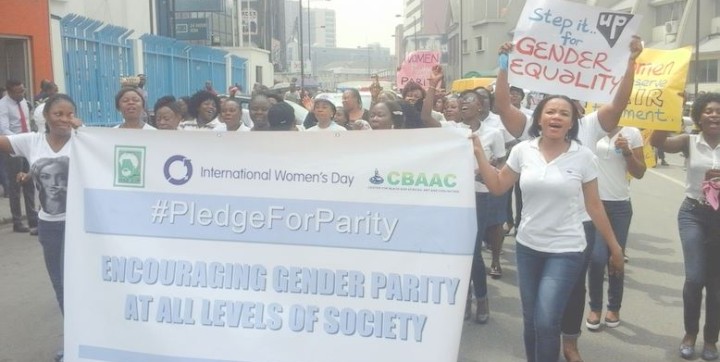 Step it..
UP
for
GENDER
EQUALITY
WOMEN
PARITY
International Women's Day
CBAAC
#PledgeForParity
ENCOURAGING GENDER PARITY
AT ALL LEVELS OF SOCIETY